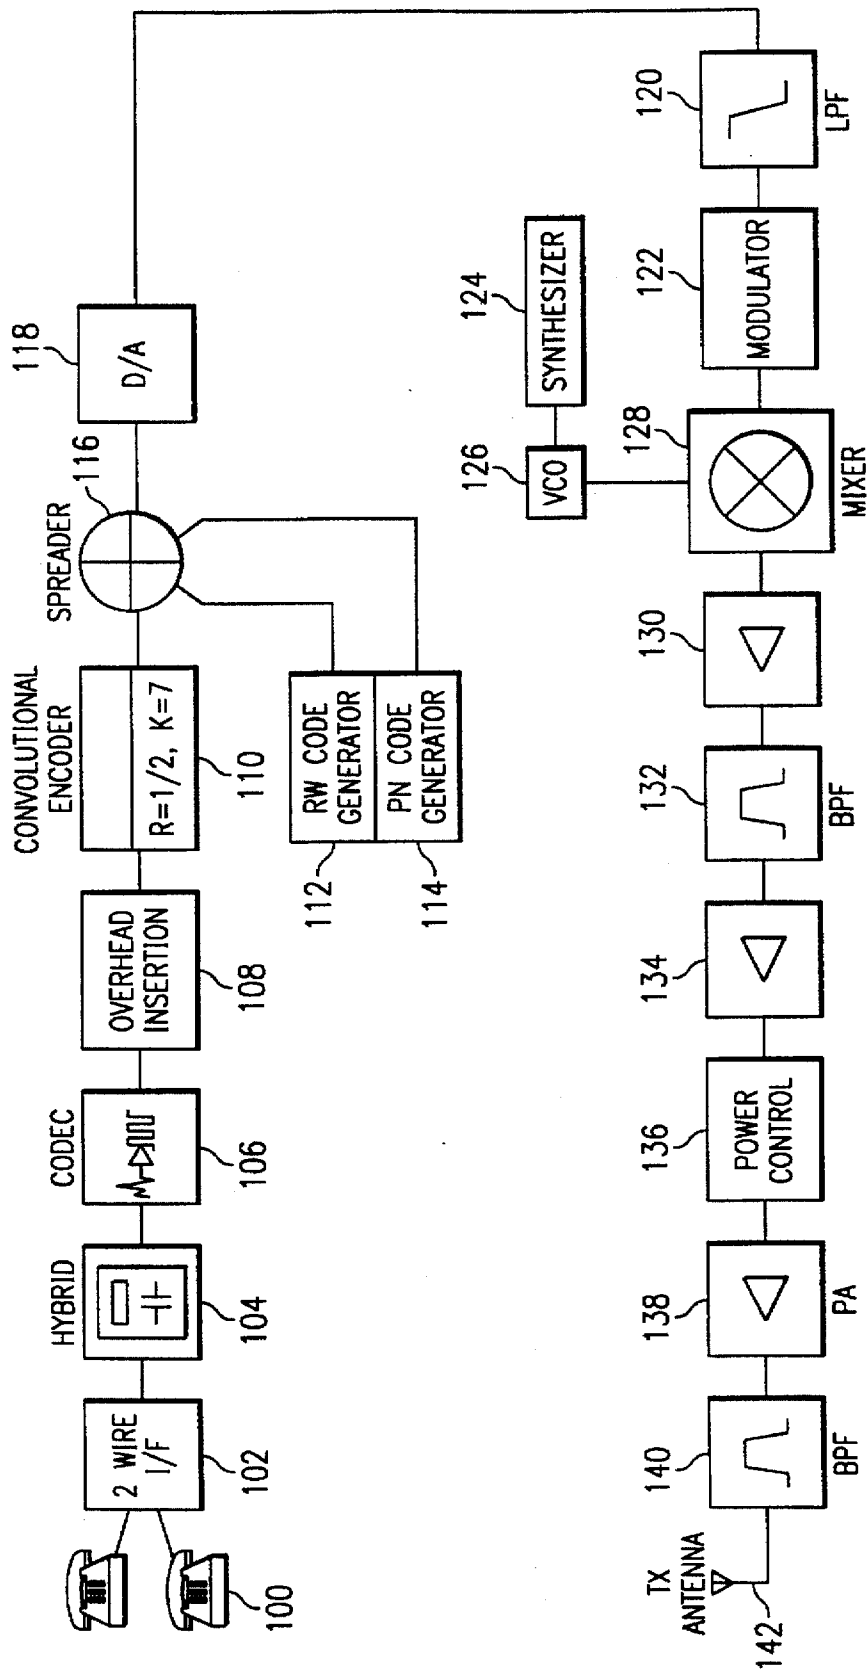 100
2 WIRE
I/F
102
HYBRID
104
CODEC
106
OVERHEAD
INSERTION
108
CONVOLUTIONAL
ENCODER
R=1/2, K=7
110
RW CODE
GENERATOR
112
PN CODE
GENERATOR
114
SPREADER
116
118
D/A
TX
ANTENNA
142
140
BPF
138
PA
136
POWER
CONTROL
134
132
BPF
130
128
MIXER
126
VCO
124
SYNTHESIZER
122
MODULATOR
120
LPF